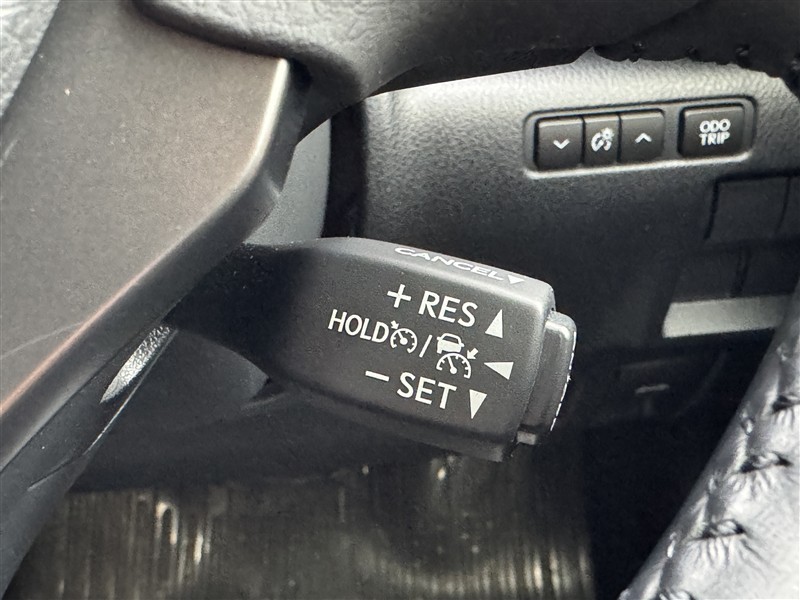 ODO
TRIP
CANCEL
+ RES
HOLD /
− SET